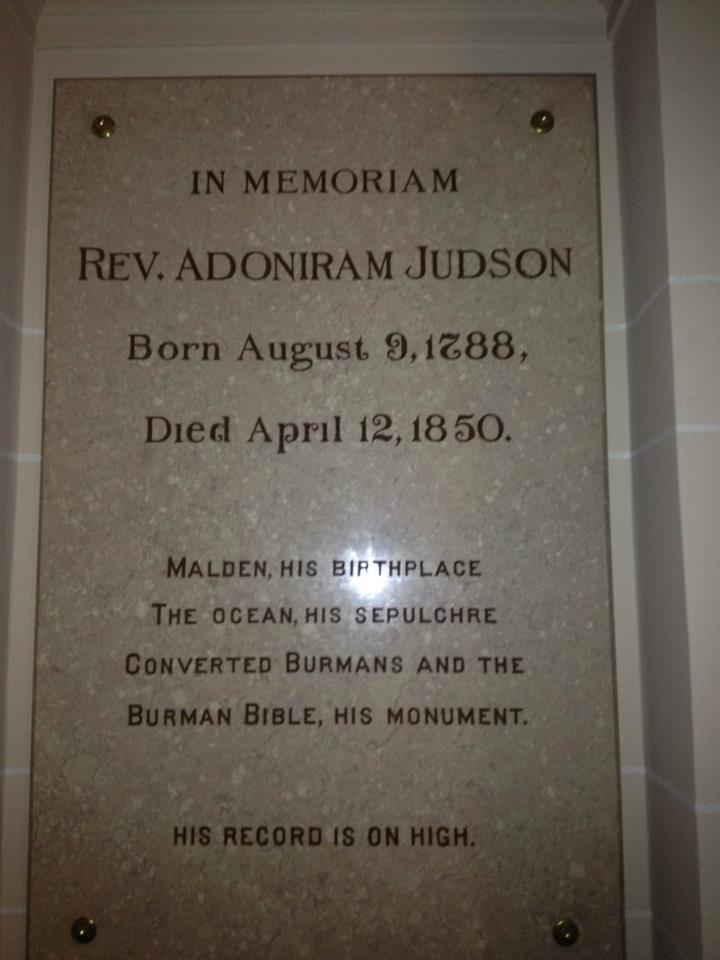 IN MEMORIAM
REV. ADONIRAM JUDSON
Born August 9, 1788,
Died April 12, 1850.
MALDEN, HIS BIRTHPLACE
THE OCEAN, HIS SEPULCHRE
CONVERTED BURMANS AND THE
BURMAN BIBLE, HIS MONUMENT.
HIS RECORD IS ON HIGH.